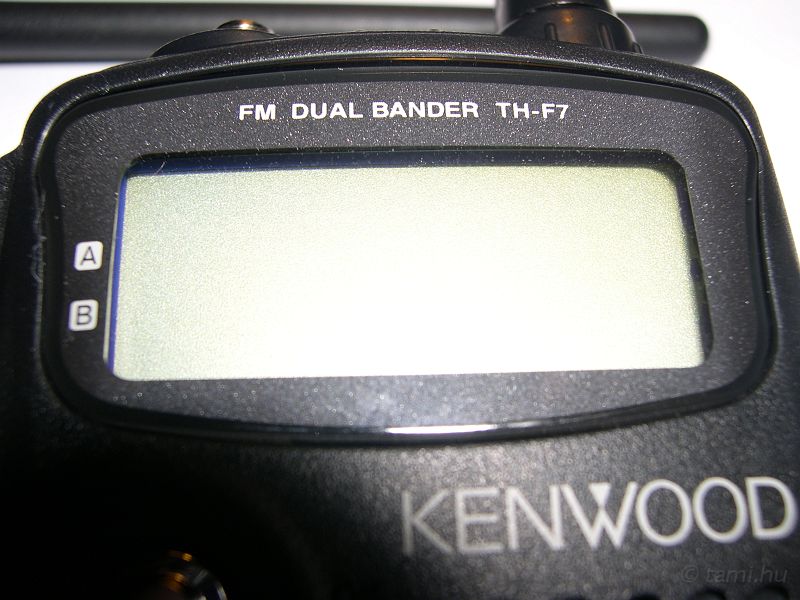 FM DUAL BANDER TH-F7
A
B
KENWOOD
© tami.hu